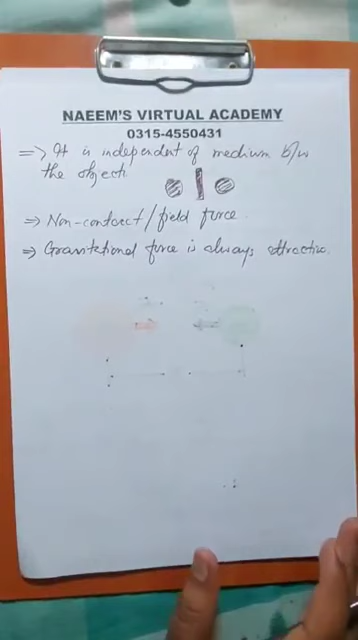 NAEEM'S VIRTUAL ACADEMY
0315-4550431
=> It is independent of medium b/w
the objects
=> Non-contact/field force.
=> Gravitational force is always attractive.